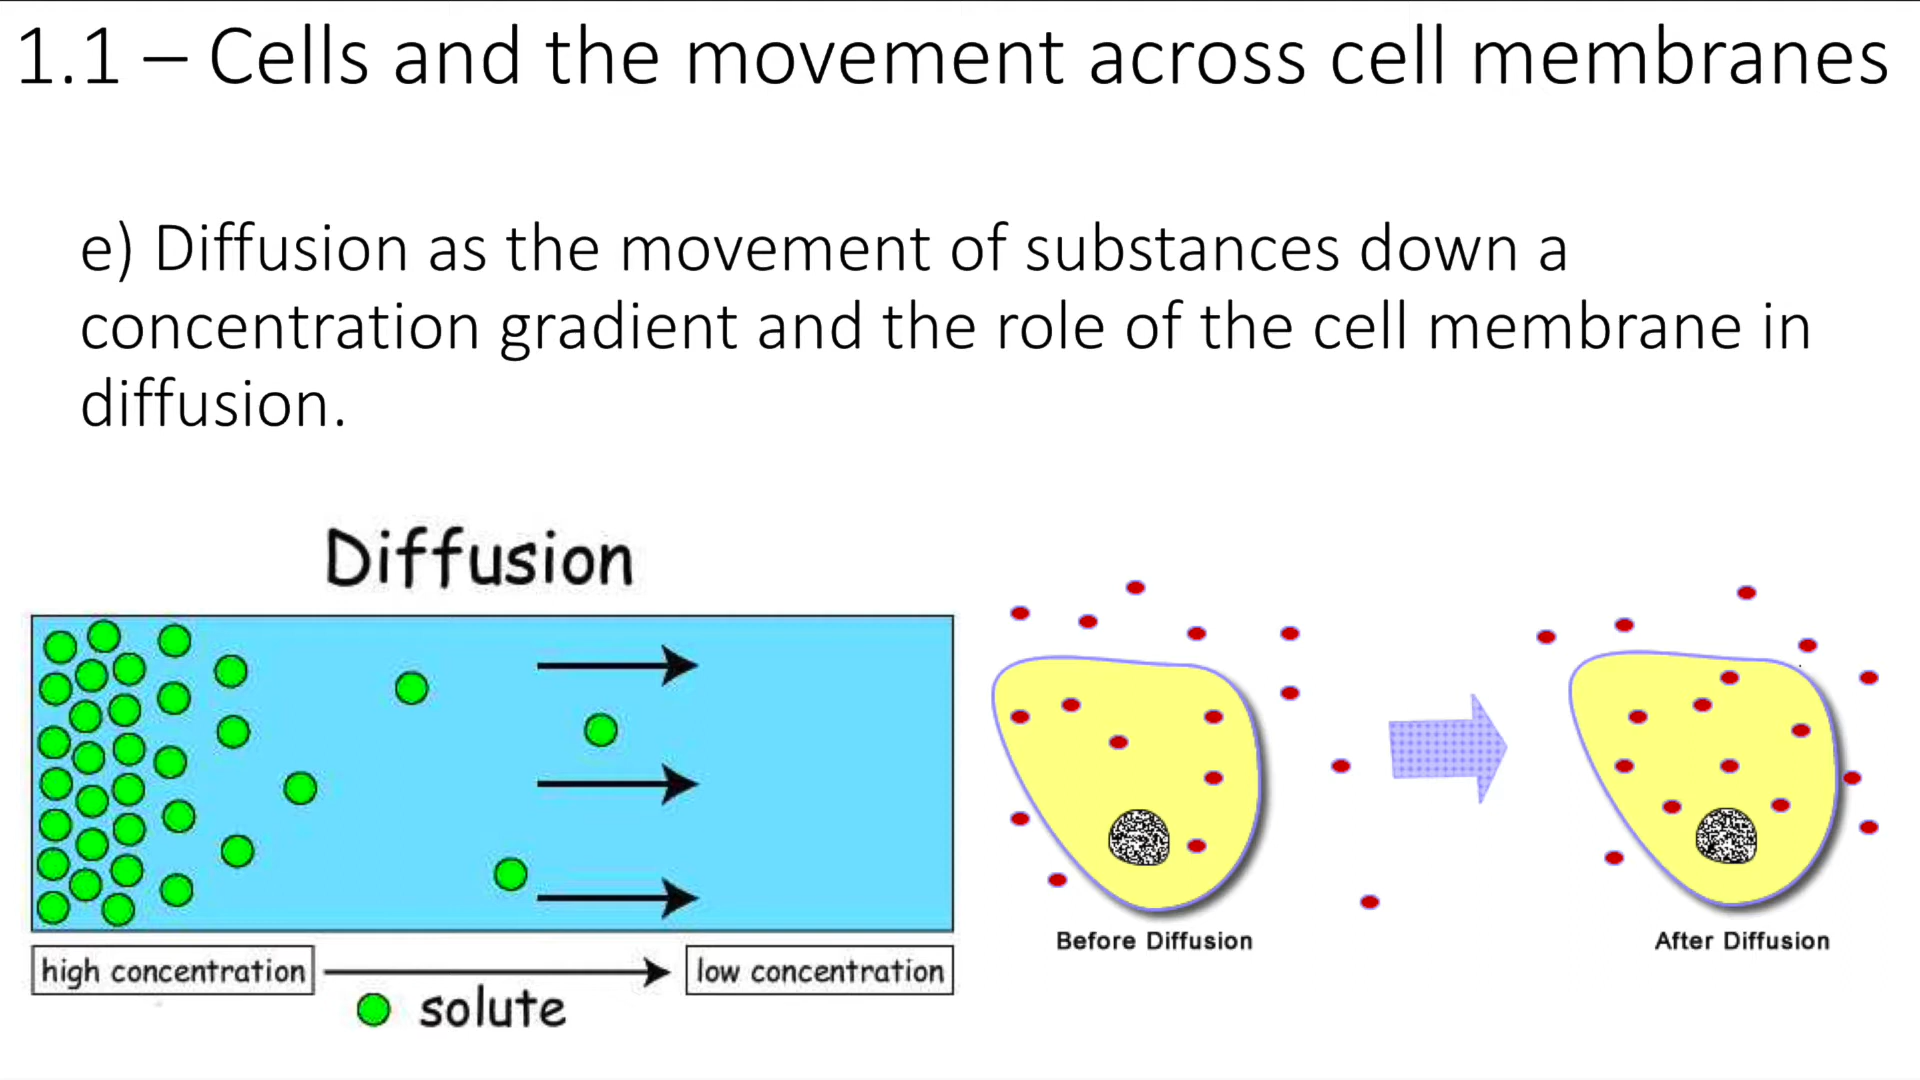 1.1 – Cells and the movement across cell membranes
e) Diffusion as the movement of substances down a
concentration gradient and the role of the cell membrane in
diffusion.
Diffusion
high concentration
low concentration
solute
Before Diffusion
After Diffusion